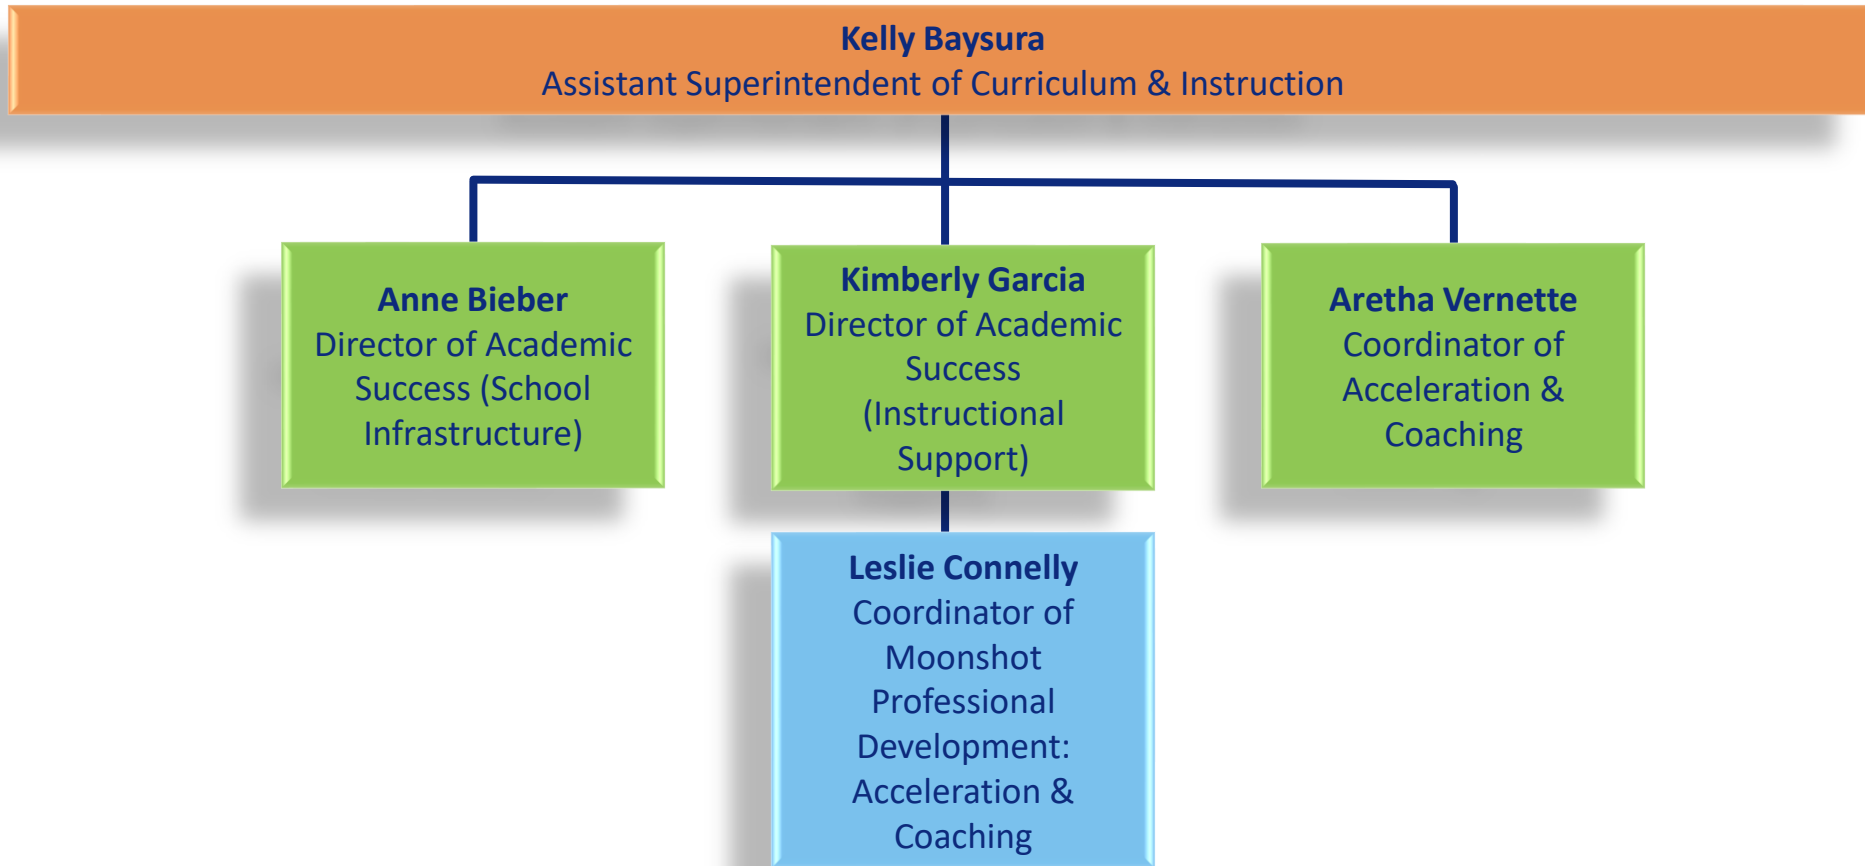 Kelly Baysura
Assistant Superintendent of Curriculum & Instruction
Anne Bieber
Director of Academic
Success (School
Infrastructure)
Kimberly Garcia
Director of Academic
Success
(Instructional
Support)
Aretha Vernette
Coordinator of
Acceleration &
Coaching
Leslie Connelly
Coordinator of
Moonshot
Professional
Development:
Acceleration &
Coaching